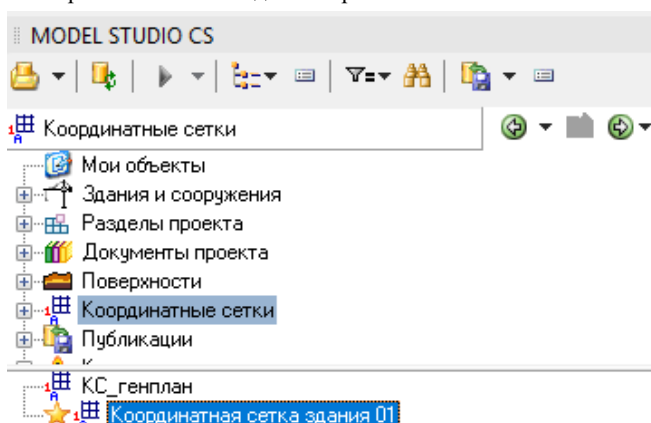 MODEL STUDIO CS
Координатные сетки
Мои объекты
Здания и сооружения
Разделы проекта
Документы проекта
Поверхности
Координатные сетки
Публикации
КС_генплан
Координатная сетка здания 01